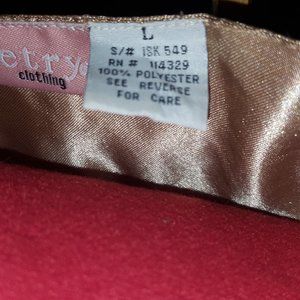 etry
clothing
L
S/# ISK 549
RN # 114329
100% POLYESTER
SEE REVERSE
FOR CARE